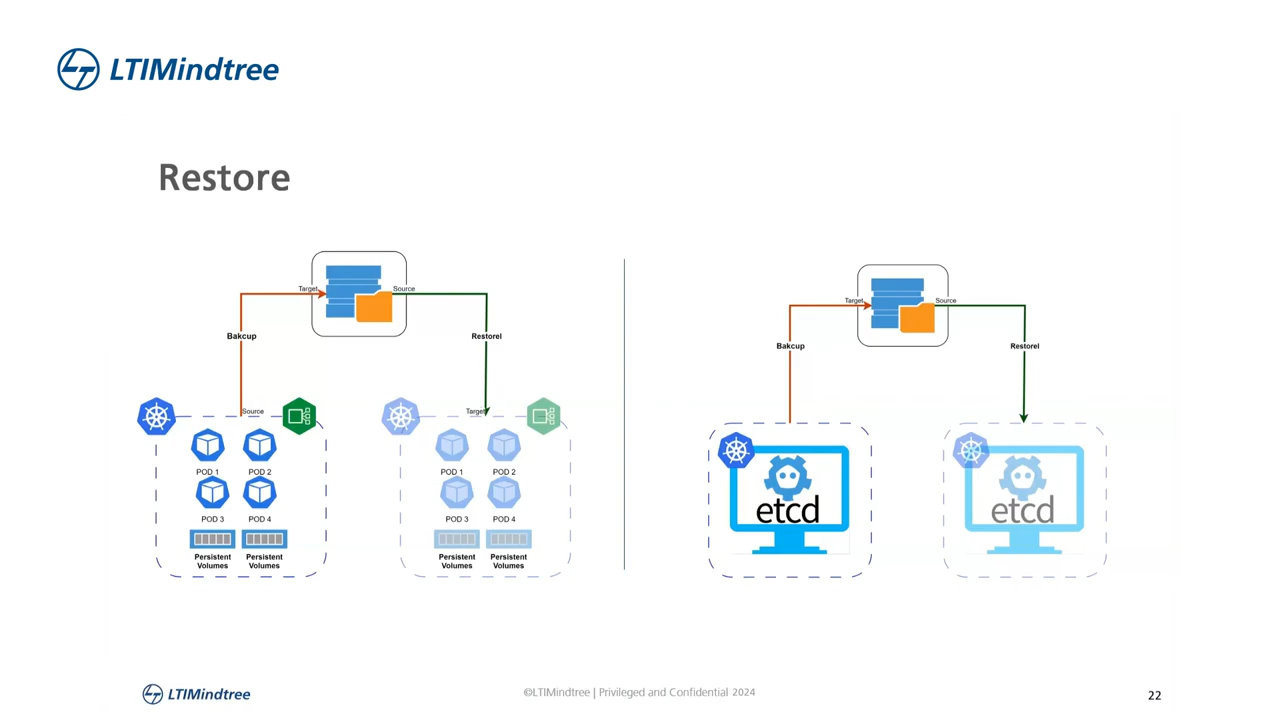 LTIMindtree
Restore
Target
Source
Bakcup
Restorel
Source
Target
POD 1
POD 2
POD 3
POD 4
Persistent
Volumes
Persistent
Volumes
POD 1
POD 2
POD 3
POD 4
Persistent
Volumes
Persistent
Volumes
Target
Source
Bakcup
Restorel
etcd
etcd
LTIMindtree
©LTIMindtree | Privileged and Confidential 2024
22